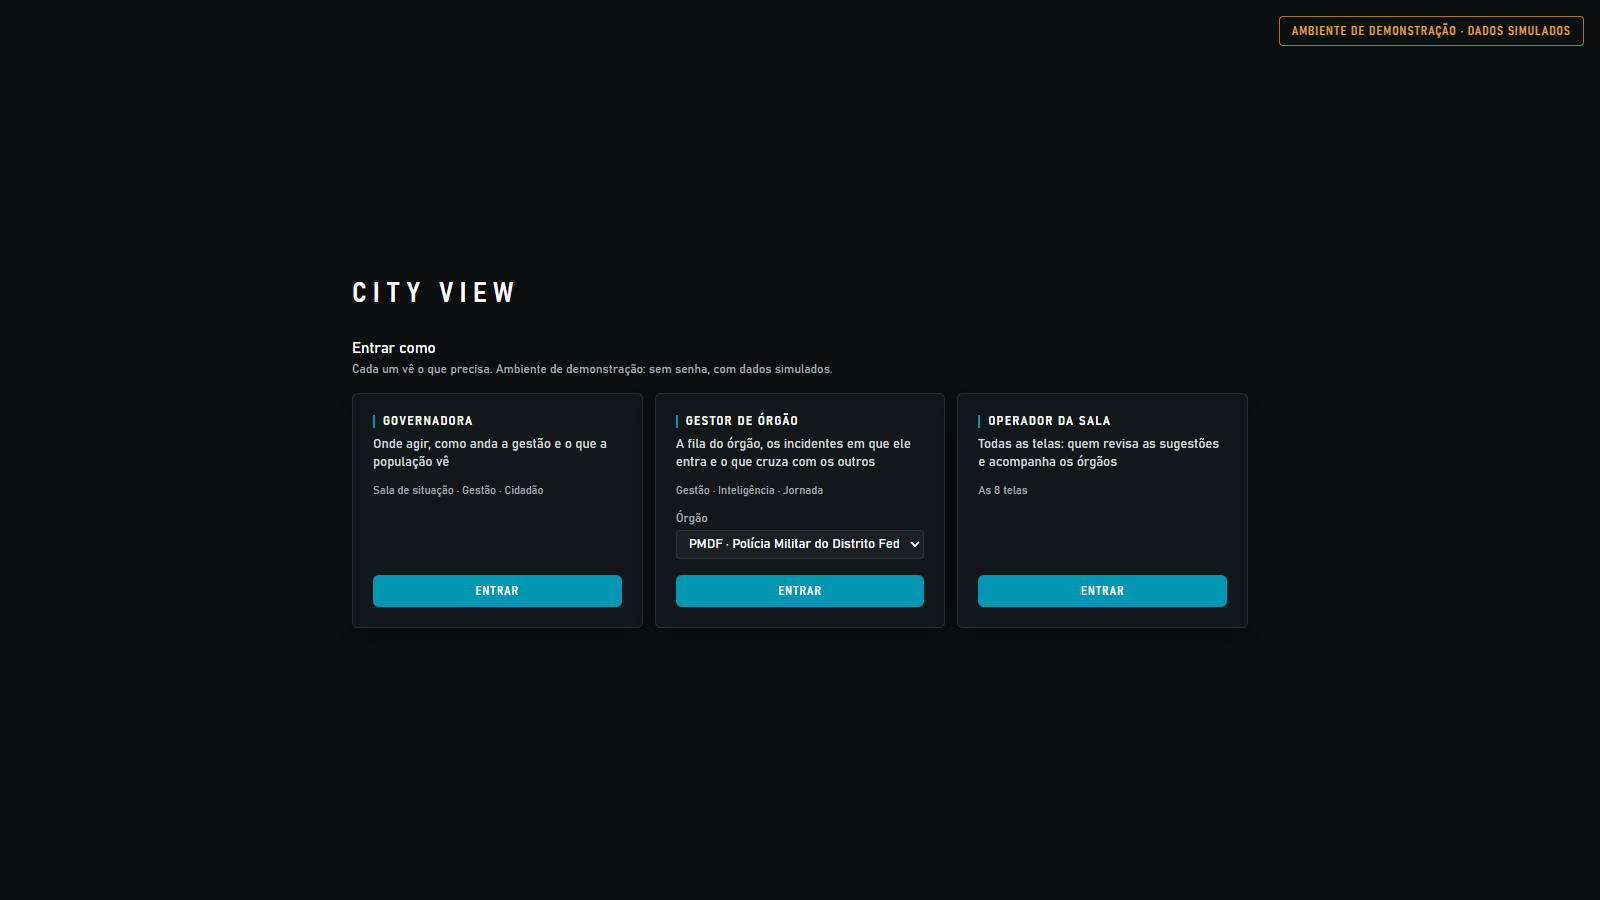 AMBIENTE DE DEMONSTRAÇÃO · DADOS SIMULADOS
CITY VIEW
Entrar como
Cada um vê o que precisa. Ambiente de demonstração: sem senha, com dados simulados.
GOVERNADORA
Onde agir, como anda a gestão e o que a
população vê
Sala de situação · Gestão · Cidadão
ENTRAR
GESTOR DE ÓRGÃO
A fila do órgão, os incidentes em que ele
entra e o que cruza com os outros
Gestão · Inteligência · Jornada
Órgão
PMDF · Polícia Militar do Distrito Fed
ENTRAR
OPERADOR DA SALA
Todas as telas: quem revisa as sugestões
e acompanha os órgãos
As 8 telas
ENTRAR